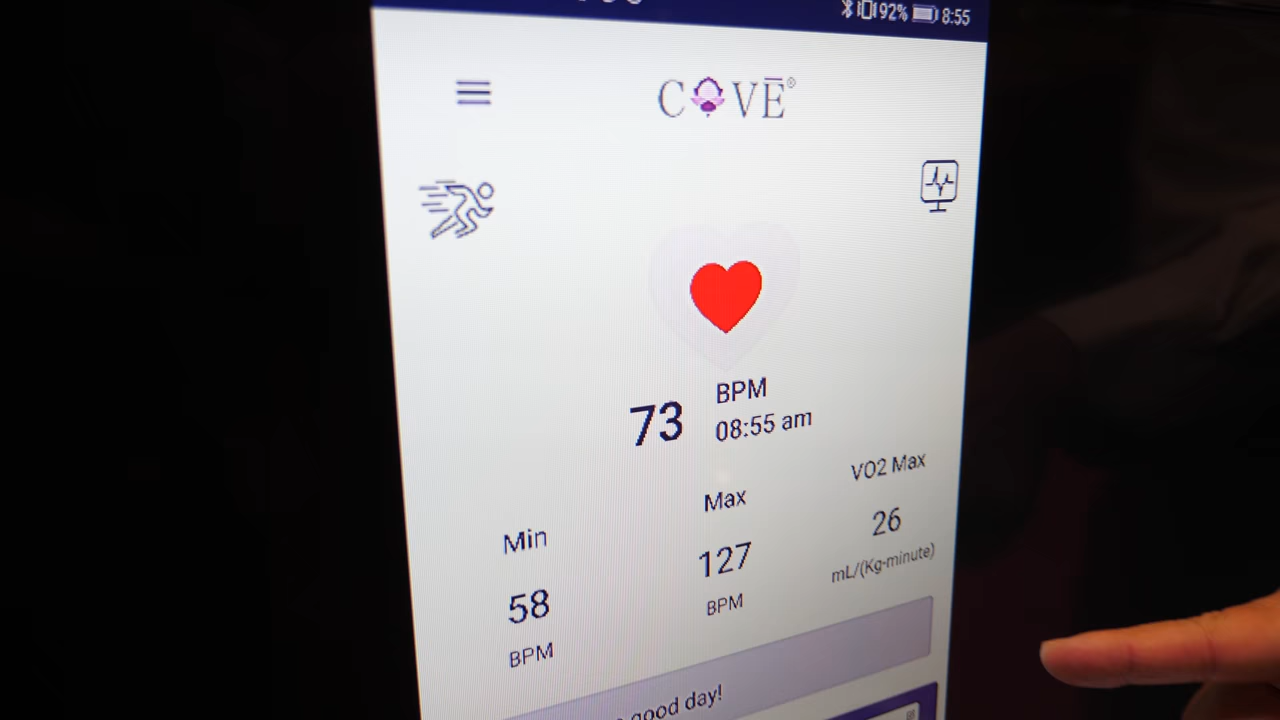 92% 8:55
COVĒ®
73 BPM
08:55 am
Min Max VO2 Max
58 127 26
BPM BPM mL/(Kg-minute)
good day!